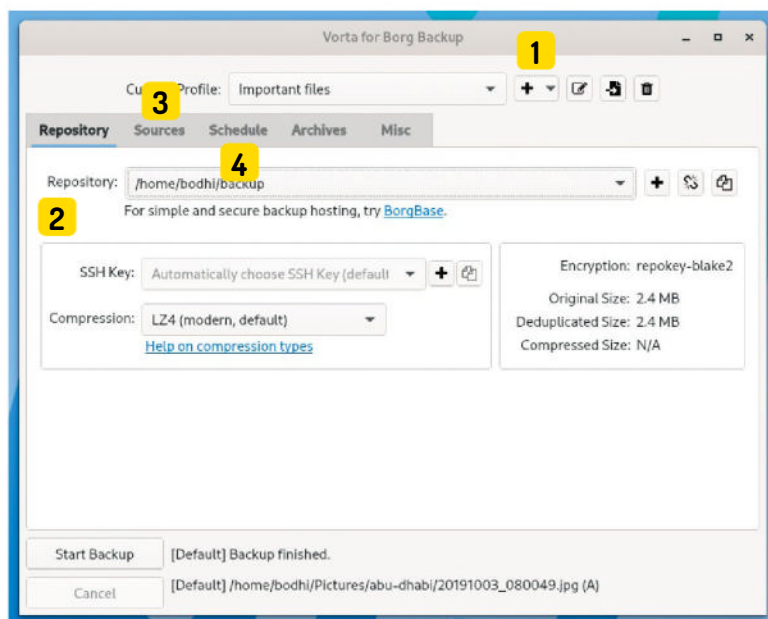 Vorta for Borg Backup
1
Cu Profile: Important files
3
Repository Sources Schedule Archives Misc
4
Repository: /home/bodhi/backup
For simple and secure backup hosting, try BorgBase.
2
SSH Key: Automatically choose SSH Key (default
Compression: LZ4 (modern, default)
Help on compression types
Encryption: repokey-blake2
Original Size: 2.4 MB
Deduplicated Size: 2.4 MB
Compressed Size: N/A
Start Backup [Default] Backup finished.
Cancel [Default] /home/bodhi/Pictures/abu-dhabi/20191003_080049.jpg (A)